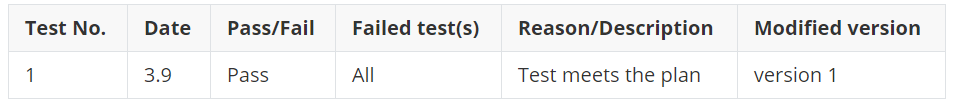 Test No. Date Pass/Fail Failed test(s) Reason/Description Modified version
1 3.9 Pass All Test meets the plan version 1